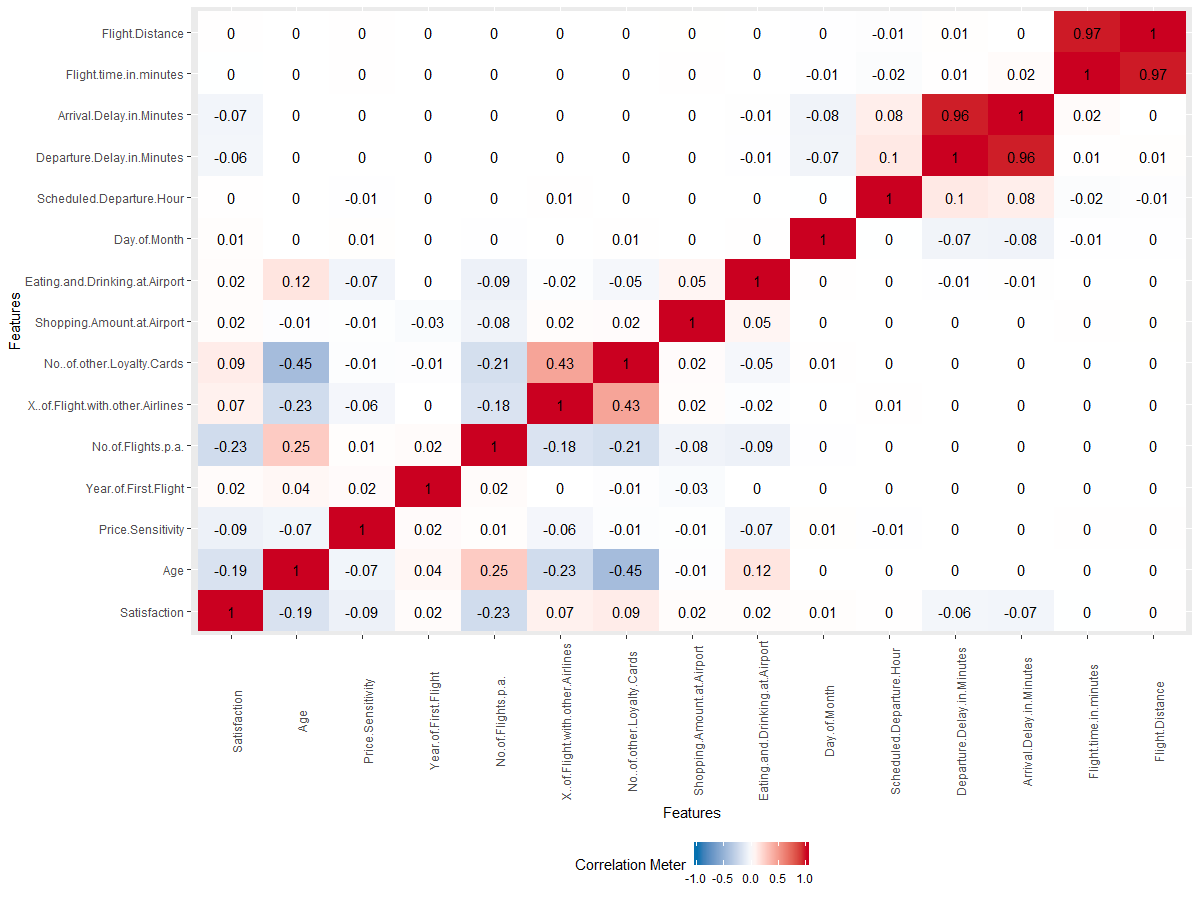 Flight.Distance 0 0 0 0 0 0 0 0 0 0 -0.01 0.01 0 0.97 1
Flight.time.in.minutes 0 0 0 0 0 0 0 0 0 -0.01 -0.02 0.01 0.02 1 0.97
Arrival.Delay.in.Minutes -0.07 0 0 0 0 0 0 0 -0.01 -0.08 0.08 0.96 1 0.02 0
Departure.Delay.in.Minutes -0.06 0 0 0 0 0 0 0 -0.01 -0.07 0.1 1 0.96 0.01 0.01
Scheduled.Departure.Hour 0 0 -0.01 0 0 0.01 0 0 0 0 1 0.1 0.08 -0.02 -0.01
Day.of.Month 0.01 0 0.01 0 0 0 0.01 0 0 1 0 -0.07 -0.08 -0.01 0
Eating.and.Drinking.at.Airport 0.02 0.12 -0.07 0 -0.09 -0.02 -0.05 0.05 1 0 0 -0.01 -0.01 0 0
Shopping.Amount.at.Airport 0.02 -0.01 -0.01 -0.03 -0.08 0.02 0.02 1 0.05 0 0 0 0 0 0
No..of.other.Loyalty.Cards 0.09 -0.45 -0.01 -0.01 -0.21 0.43 1 0.02 -0.05 0.01 0 0 0 0 0
X..of.Flight.with.other.Airlines 0.07 -0.23 -0.06 0 -0.18 1 0.43 0.02 -0.02 0 0.01 0 0 0 0
No.of.Flights.p.a. -0.23 0.25 0.01 0.02 1 -0.18 -0.21 -0.08 -0.09 0 0 0 0 0 0
Year.of.First.Flight 0.02 0.04 0.02 1 0.02 0 -0.01 -0.03 0 0 0 0 0 0 0
Price.Sensitivity -0.09 -0.07 1 0.02 0.01 -0.06 -0.01 -0.01 -0.07 0.01 -0.01 0 0 0 0
Age -0.19 1 -0.07 0.04 0.25 -0.23 -0.45 -0.01 0.12 0 0 0 0 0 0
Satisfaction 1 -0.19 -0.09 0.02 -0.23 0.07 0.09 0.02 0.02 0.01 0 -0.06 -0.07 0 0
Features
Satisfaction
Age
Price.Sensitivity
Year.of.First.Flight
No.of.Flights.p.a.
X..of.Flight.with.other.Airlines
No..of.other.Loyalty.Cards
Shopping.Amount.at.Airport
Eating.and.Drinking.at.Airport
Day.of.Month
Scheduled.Departure.Hour
Departure.Delay.in.Minutes
Arrival.Delay.in.Minutes
Flight.time.in.minutes
Flight.Distance
Features
Correlation Meter
-1.0 -0.5 0.0 0.5 1.0